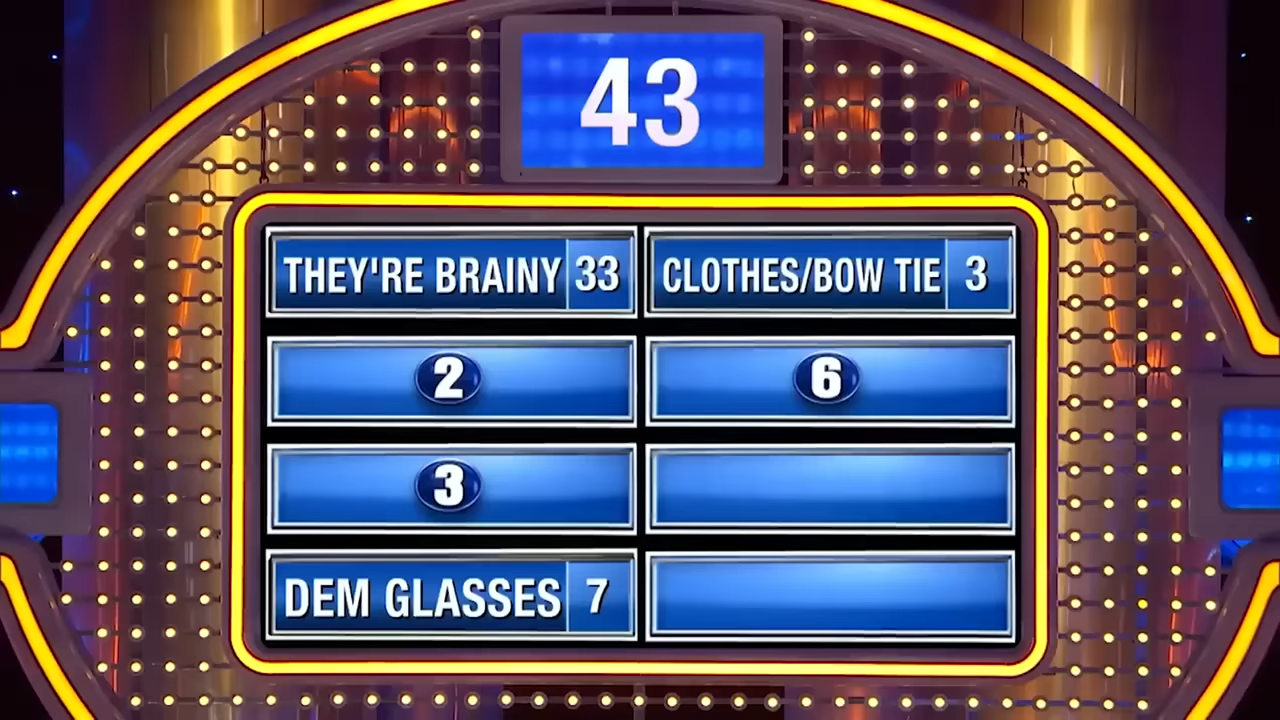 43
THEY'RE BRAINY 33
CLOTHES/BOW TIE 3
2
6
3
DEM GLASSES 7